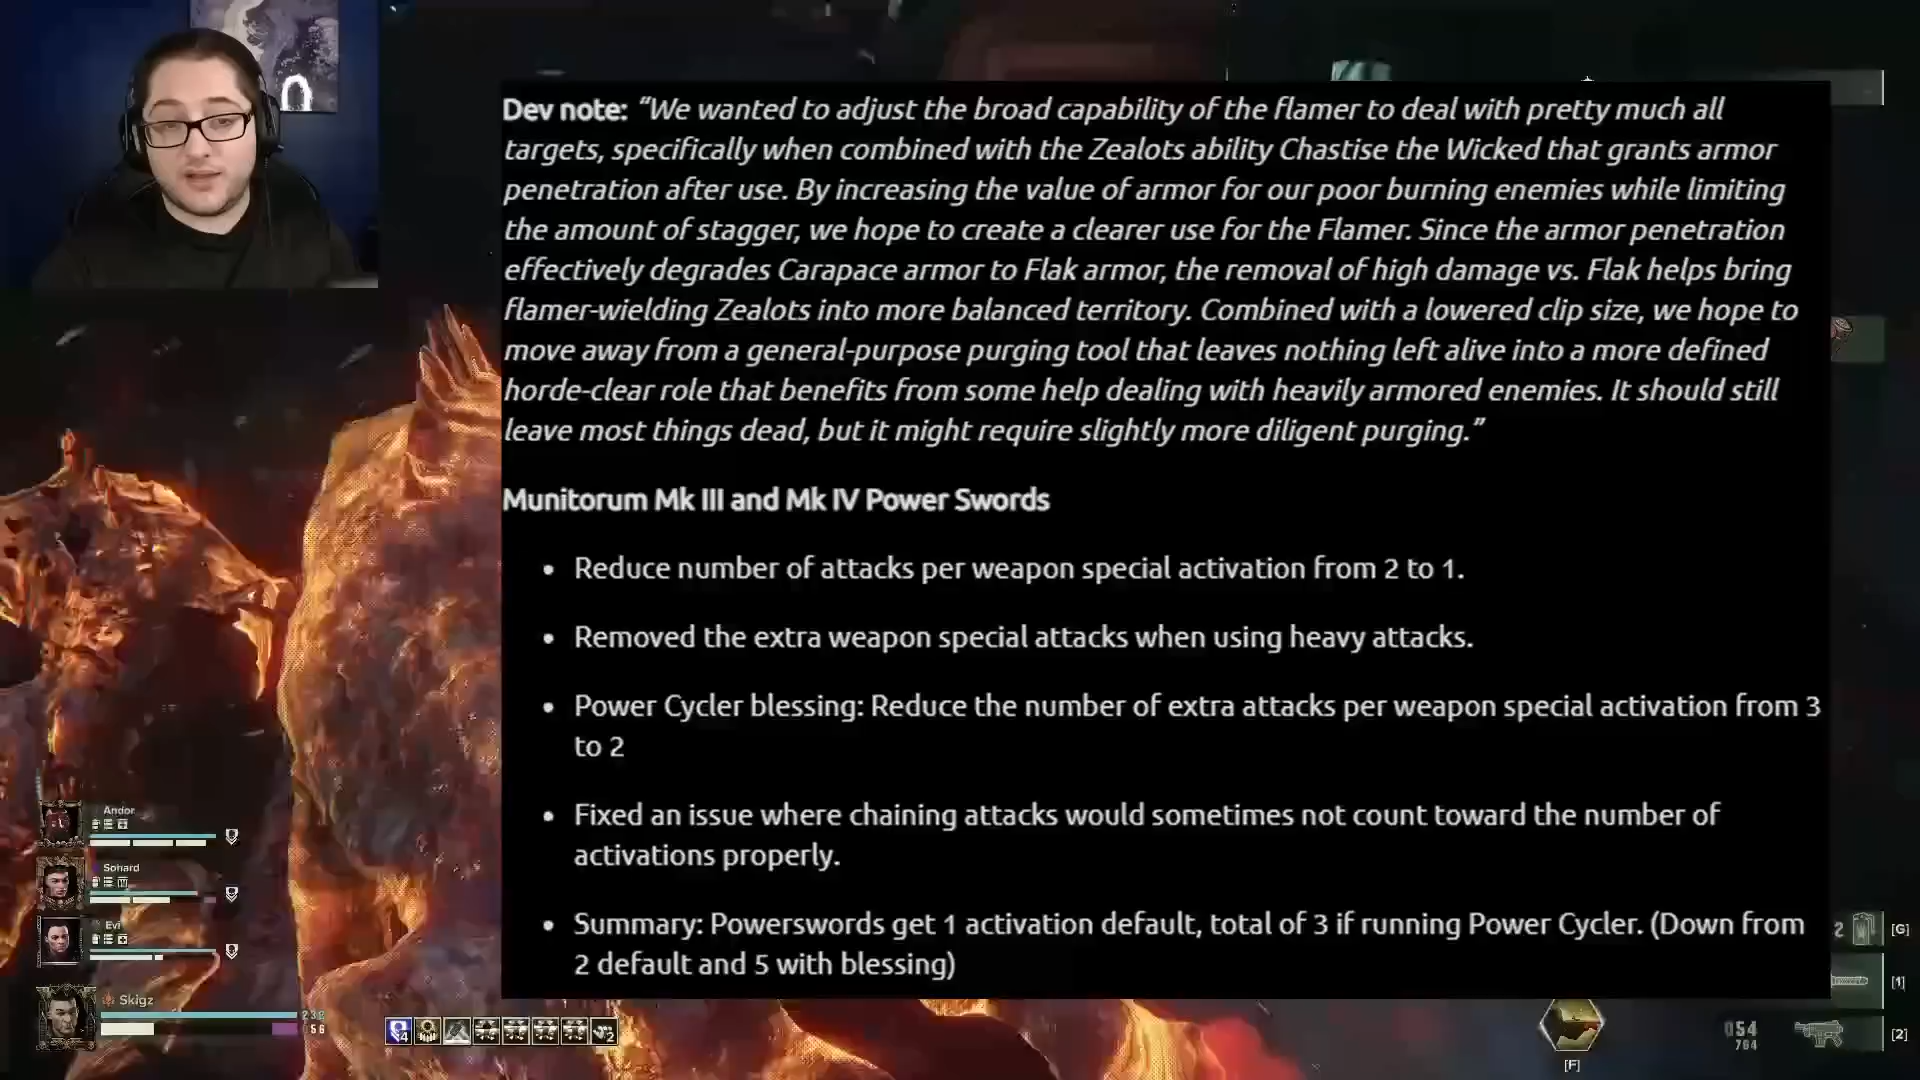 Dev note: “We wanted to adjust the broad capability of the flamer to deal with pretty much all
targets, specifically when combined with the Zealots ability Chastise the Wicked that grants armor
penetration after use. By increasing the value of armor for our poor burning enemies while limiting
the amount of stagger, we hope to create a clearer use for the Flamer. Since the armor penetration
effectively degrades Carapace armor to Flak armor, the removal of high damage vs. Flak helps bring
flamer-wielding Zealots into more balanced territory. Combined with a lowered clip size, we hope to
move away from a general-purpose purging tool that leaves nothing left alive into a more defined
horde-clear role that benefits from some help dealing with heavily armored enemies. It should still
leave most things dead, but it might require slightly more diligent purging.”
Munitorum Mk III and Mk IV Power Swords
• Reduce number of attacks per weapon special activation from 2 to 1.
• Removed the extra weapon special attacks when using heavy attacks.
• Power Cycler blessing: Reduce the number of extra attacks per weapon special activation from 3
to 2
• Fixed an issue where chaining attacks would sometimes not count toward the number of
activations properly.
• Summary: Powerswords get 1 activation default, total of 3 if running Power Cycler. (Down from
2 default and 5 with blessing)
Andor
Sohard
Evi
Skigz
4
2
2 [G]
[1]
[2]
[F]